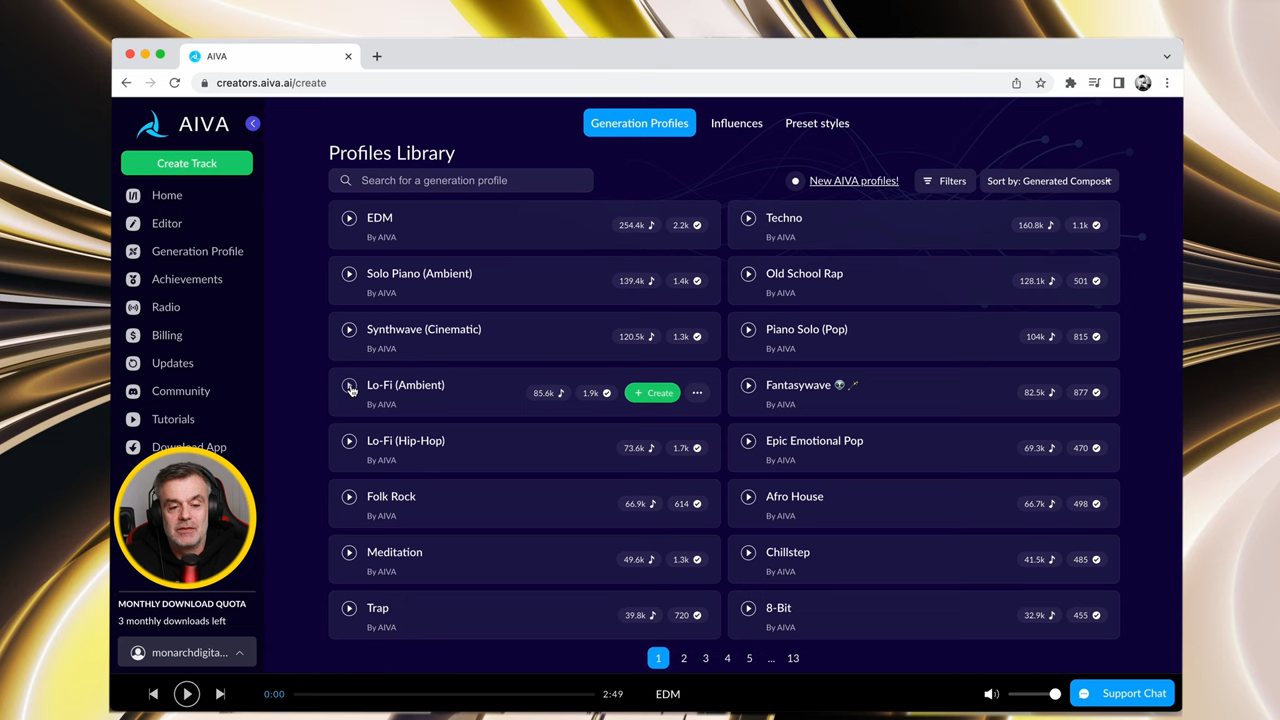 AIVA
creators.aiva.ai/create
AIVA
Create Track
Home
Editor
Generation Profile
Achievements
Radio
Billing
Updates
Community
Tutorials
Download App
MONTHLY DOWNLOAD QUOTA
3 monthly downloads left
monarchdigita...
Generation Profiles
Influences
Preset styles
Profiles Library
Search for a generation profile
New AIVA profiles!
Filters
Sort by: Generated Composit
EDM
By AIVA
254.4k
2.2k
Techno
By AIVA
160.8k
1.1k
Solo Piano (Ambient)
By AIVA
139.4k
1.4k
Old School Rap
By AIVA
128.1k
501
Synthwave (Cinematic)
By AIVA
120.5k
1.3k
Piano Solo (Pop)
By AIVA
104k
815
Lo-Fi (Ambient)
By AIVA
85.6k
1.9k
+ Create
Fantasywave 👽☄️
By AIVA
82.5k
877
Lo-Fi (Hip-Hop)
By AIVA
73.6k
1.7k
Epic Emotional Pop
By AIVA
69.3k
470
Folk Rock
By AIVA
66.9k
614
Afro House
By AIVA
66.7k
498
Meditation
By AIVA
49.6k
1.3k
Chillstep
By AIVA
41.5k
485
Trap
By AIVA
39.8k
720
8-Bit
By AIVA
32.9k
455
1 2 3 4 5 ... 13
0:00
2:49
EDM
Support Chat